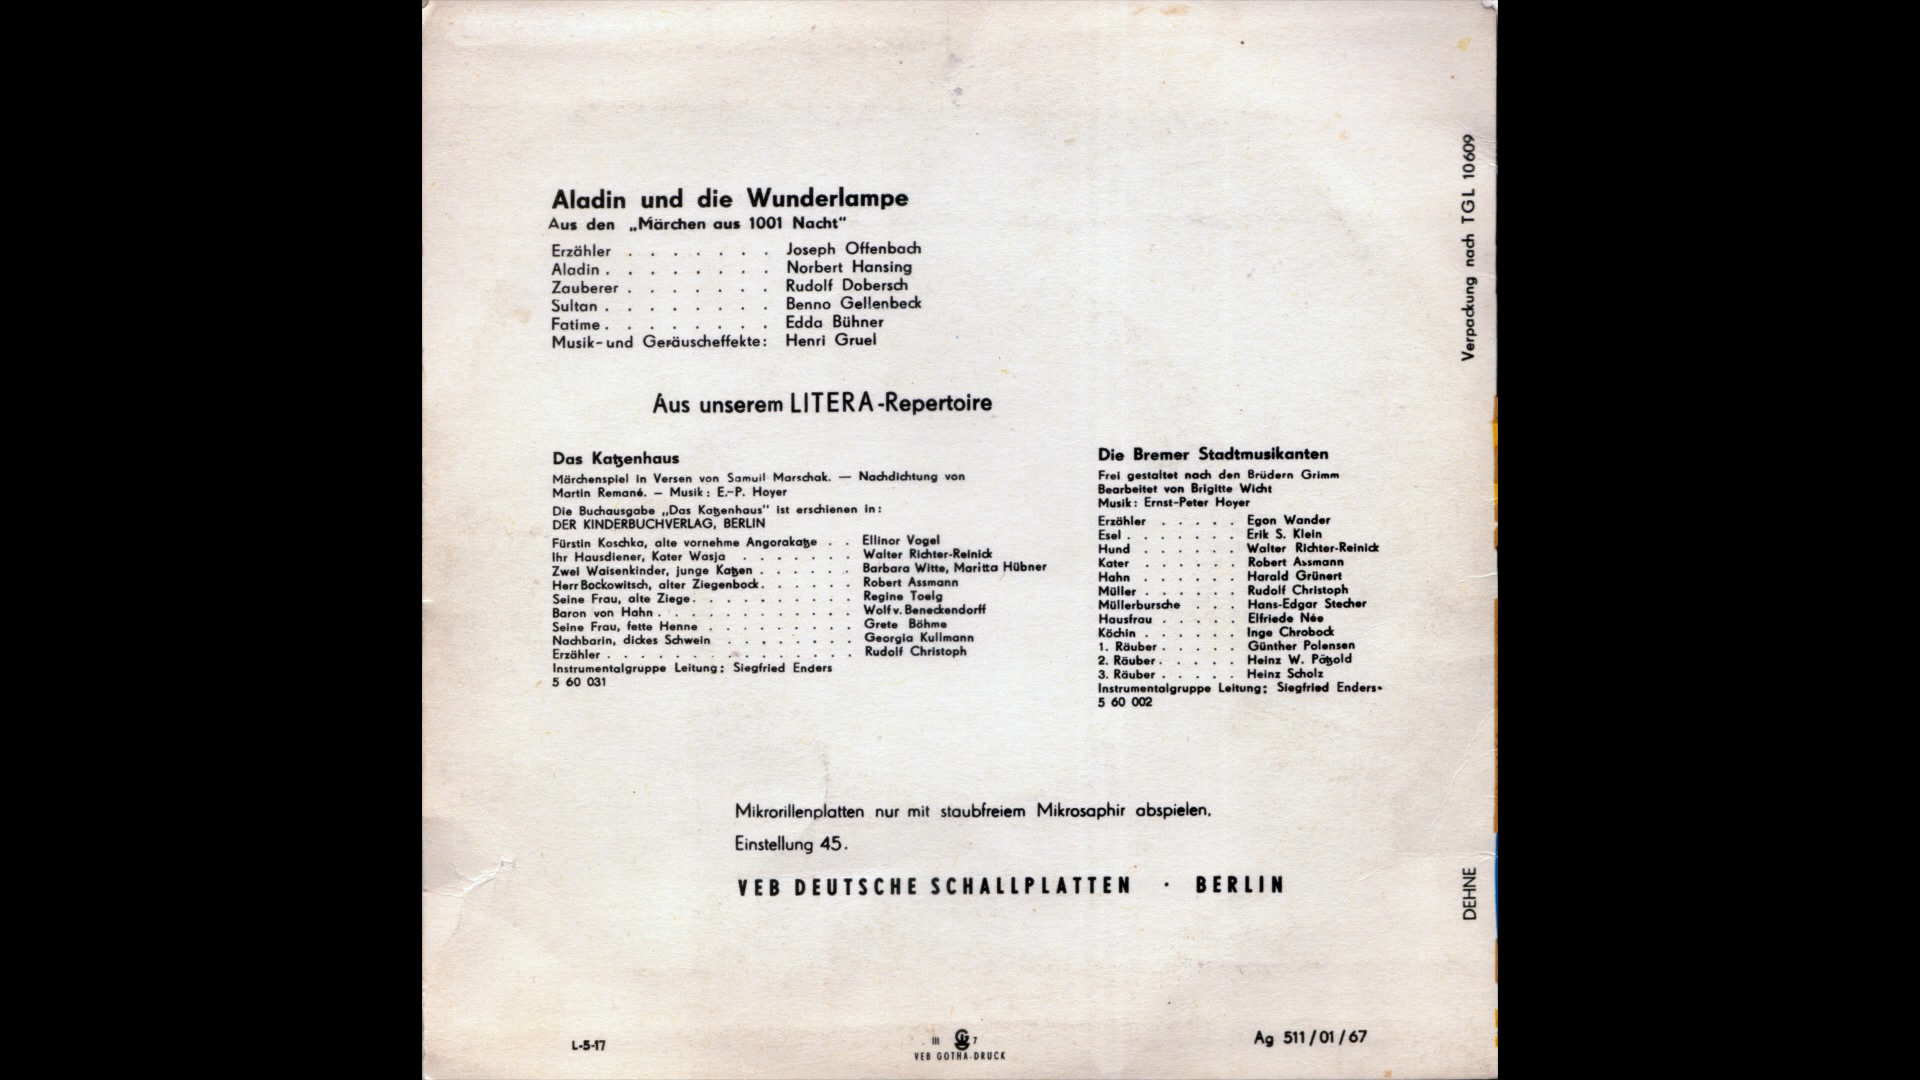 Aladin und die Wunderlampe
Aus den „Märchen aus 1001 Nacht“
Erzähler . . . . . . . Joseph Offenbach
Aladin . . . . . . . . Norbert Hansing
Zauberer . . . . . . . Rudolf Dobersch
Sultan . . . . . . . . Benno Gellenbeck
Fatime . . . . . . . . Edda Bühner
Musik- und Geräuscheffekte: Henri Gruel
Aus unserem LITERA-Repertoire
Das Katzenhaus
Märchenspiel in Versen von Samuil Marschak. — Nachdichtung von
Martin Remané. — Musik: E.-P. Hoyer
Die Buchausgabe „Das Katzenhaus“ ist erschienen in:
DER KINDERBUCHVERLAG, BERLIN
Fürstin Koschka, alte vornehme Angorakatze . . Ellinor Vogel
Ihr Hausdiener, Kater Wasja . . . . . . . Walter Richter-Reinick
Zwei Waisenkinder, junge Katzen . . . . . . Barbara Witte, Maritta Hübner
Herr Bockowitsch, alter Ziegenbock . . . . . . Robert Assmann
Seine Frau, alte Ziege . . . . . . . . . Regine Toelg
Baron von Hahn . . . . . . . . . . . Wolf v. Beneckendorff
Seine Frau, fette Henne . . . . . . . . Grete Böhme
Nachbarin, dickes Schwein . . . . . . . Georgia Kullmann
Erzähler . . . . . . . . . . . . . Rudolf Christoph
Instrumentalgruppe Leitung: Siegfried Enders
5 60 031
Die Bremer Stadtmusikanten
Frei gestaltet nach den Brüdern Grimm
Bearbeitet von Brigitte Wicht
Musik: Ernst-Peter Hoyer
Erzähler . . . . . Egon Wander
Esel . . . . . . . Erik S. Klein
Hund . . . . . . Walter Richter-Reinick
Kater . . . . . . Robert Assmann
Hahn . . . . . . Harald Grünert
Müller . . . . . . Rudolf Christoph
Müllerbursche . . . Hans-Edgar Stecher
Hausfrau . . . . . Elfriede Née
Köchin . . . . . . Inge Chrobock
1. Räuber . . . . . Günther Polensen
2. Räuber . . . . . Heinz W. Pätzold
3. Räuber . . . . . Heinz Scholz
Instrumentalgruppe Leitung: Siegfried Enders
5 60 002
Mikrorillenplatten nur mit staubfreiem Mikrosaphir abspielen,
Einstellung 45.
VEB DEUTSCHE SCHALLPLATTEN · BERLIN
Verpackung nach TGL 10609
DEHNE
L-5-17
III 7
VEB GOTHA-DRUCK
Ag 511/01/67